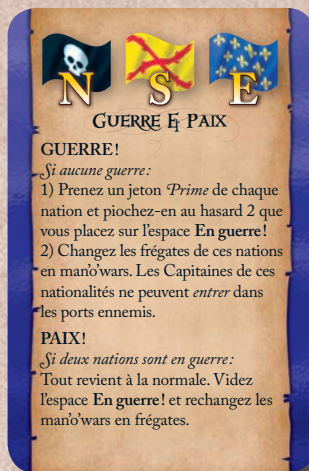 N S E
GUERRE ET PAIX
GUERRE!
Si aucune guerre:
1) Prenez un jeton Prime de chaque
nation et piochez-en au hasard 2 que
vous placez sur l'espace En guerre!
2) Changez les frégates de ces nations
en man'o'wars. Les Capitaines de ces
nationalités ne peuvent entrer dans
les ports ennemis.
PAIX!
Si deux nations sont en guerre:
Tout revient à la normale. Videz
l'espace En guerre! et rechangez les
man'o'wars en frégates.